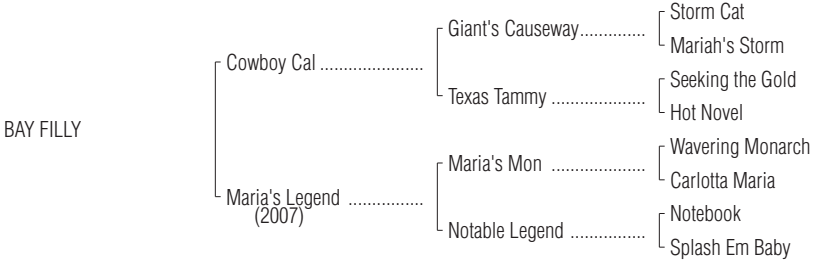 Storm Cat
Giant's Causeway..............
Mariah's Storm
Cowboy Cal ......................
Seeking the Gold
Texas Tammy ....................
Hot Novel
BAY FILLY
Wavering Monarch
Maria's Mon ....................
Carlotta Maria
Maria's Legend ................
(2007)
Notebook
Notable Legend ................
Splash Em Baby